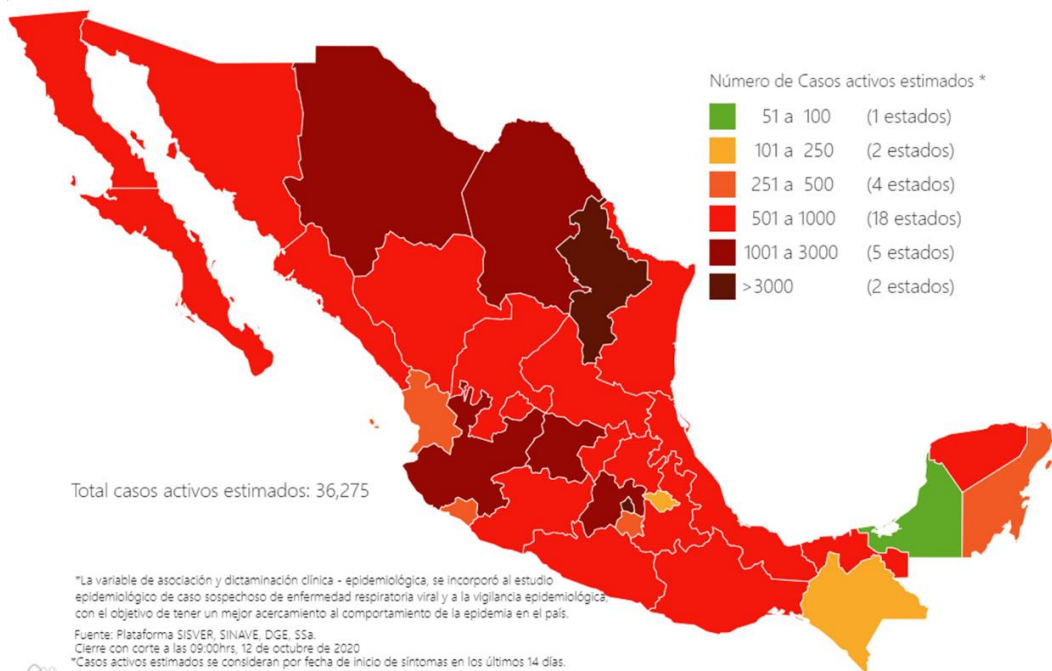 Número de Casos activos estimados *
51 a 100 (1 estados)
101 a 250 (2 estados)
251 a 500 (4 estados)
501 a 1000 (18 estados)
1001 a 3000 (5 estados)
>3000 (2 estados)
Total casos activos estimados: 36,275
*La variable de asociación y dictaminación clínica - epidemiológica, se incorporó al estudio
epidemiológico de caso sospechoso de enfermedad respiratoria viral y a la vigilancia epidemiológica,
con el objetivo de tener un mejor acercamiento al comportamiento de la epidemia en el país.
Fuente: Plataforma SISVER, SINAVE, DGE, SSa.
Cierre con corte a las 09:00hrs, 12 de octubre de 2020
*Casos activos estimados se consideran por fecha de inicio de síntomas en los últimos 14 días.